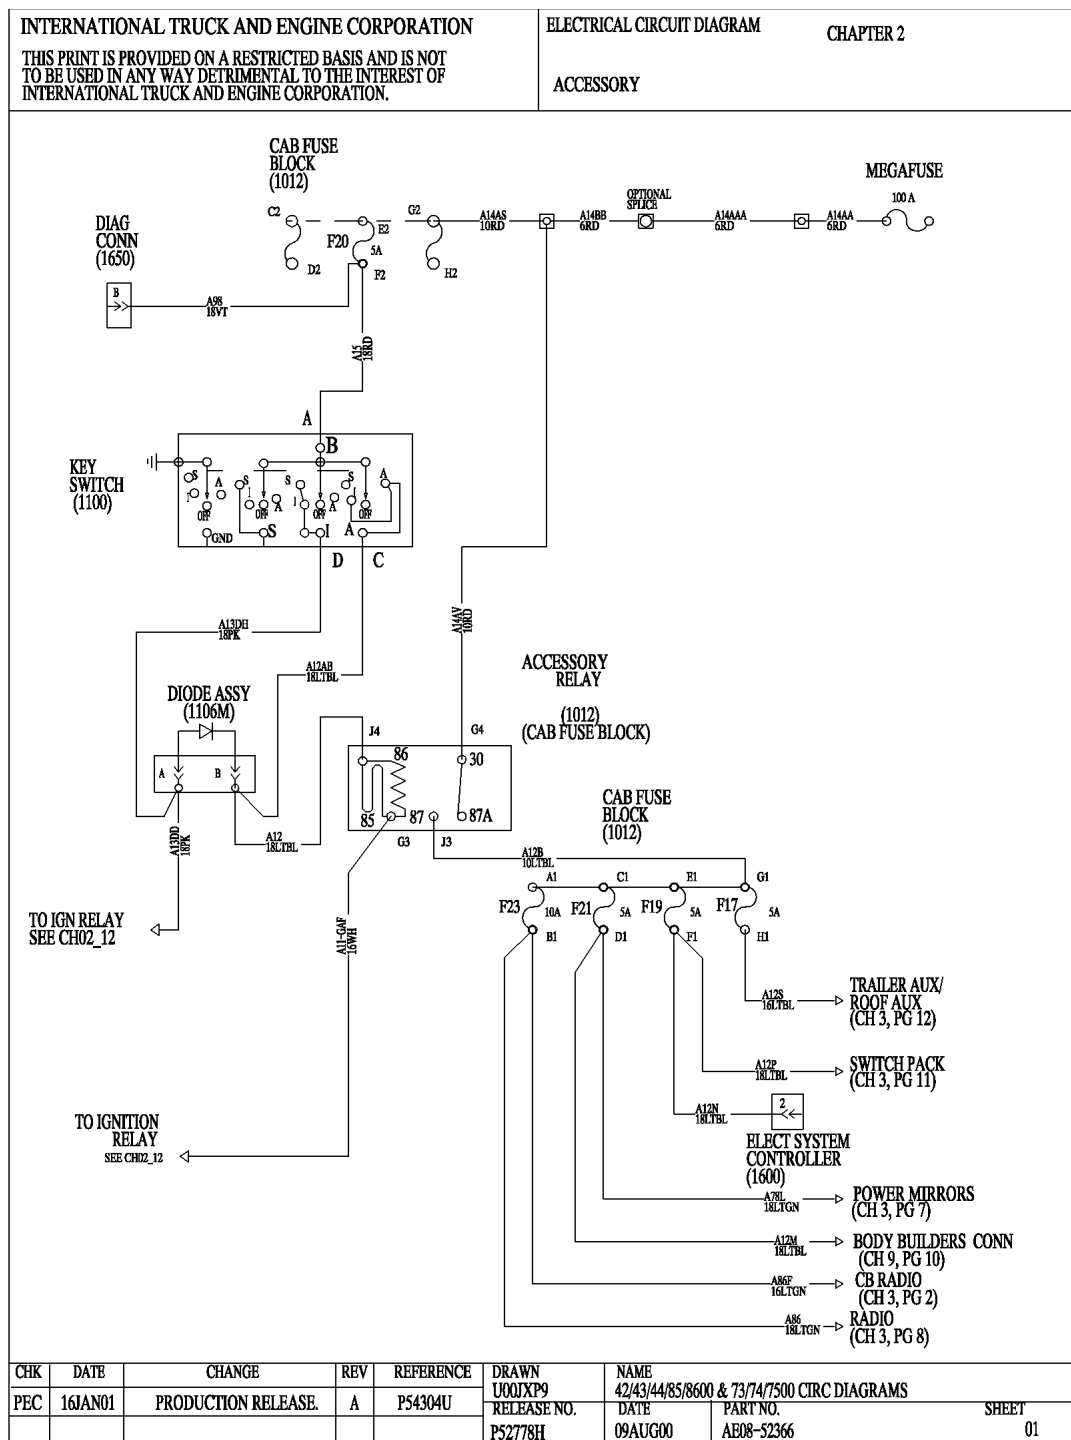 INTERNATIONAL TRUCK AND ENGINE CORPORATION
THIS PRINT IS PROVIDED ON A RESTRICTED BASIS AND IS NOT
TO BE USED IN ANY WAY DETRIMENTAL TO THE INTEREST OF
INTERNATIONAL TRUCK AND ENGINE CORPORATION.
ELECTRICAL CIRCUIT DIAGRAM
CHAPTER 2
ACCESSORY
CAB FUSE
BLOCK
(1012)
MEGAFUSE
100 A
OPTIONAL
SPLICE
C2
E2
G2
F20
5A
D2
F2
H2
A14AS
10RD
A14BB
6RD
A14AAA
6RD
A14AA
6RD
DIAG
CONN
(1650)
B
A98
18VT
A15
18RD
A
B
KEY
SWITCH
(1100)
S
I
A
OFF
S
I
A
OFF
S
I
A
OFF
S
I
A
OFF
GND
S
I
A
D
C
A13DH
18PK
A12AB
18LTBL
A14AV
10RD
DIODE ASSY
(1106M)
A
B
A13DD
18PK
A12
18LTBL
ACCESSORY
RELAY
(1012)
(CAB FUSE BLOCK)
J4
G4
86
30
85
87
87A
G3
J3
CAB FUSE
BLOCK
(1012)
A12B
10LTBL
A1
C1
E1
G1
F23
10A
F21
5A
F19
5A
F17
5A
B1
D1
F1
H1
TO IGN RELAY
SEE CH02_12
A11-GAF
16WH
TO IGNITION
RELAY
SEE CH02_12
A12S
16LTBL
TRAILER AUX/
ROOF AUX
(CH 3, PG 12)
A12P
18LTBL
SWITCH PACK
(CH 3, PG 11)
A12N
18LTBL
2
ELECT SYSTEM
CONTROLLER
(1600)
A78L
18LTGN
POWER MIRRORS
(CH 3, PG 7)
A12M
18LTBL
BODY BUILDERS CONN
(CH 9, PG 10)
A86F
16LTGN
CB RADIO
(CH 3, PG 2)
A86
18LTGN
RADIO
(CH 3, PG 8)
CHK DATE CHANGE REV REFERENCE
PEC 16JAN01 PRODUCTION RELEASE. A P54304U
DRAWN
U00JXP9
NAME
42/43/44/85/8600 & 73/74/7500 CIRC DIAGRAMS
RELEASE NO.
P52778H
DATE
09AUG00
PART NO.
AE08-52366
SHEET
01